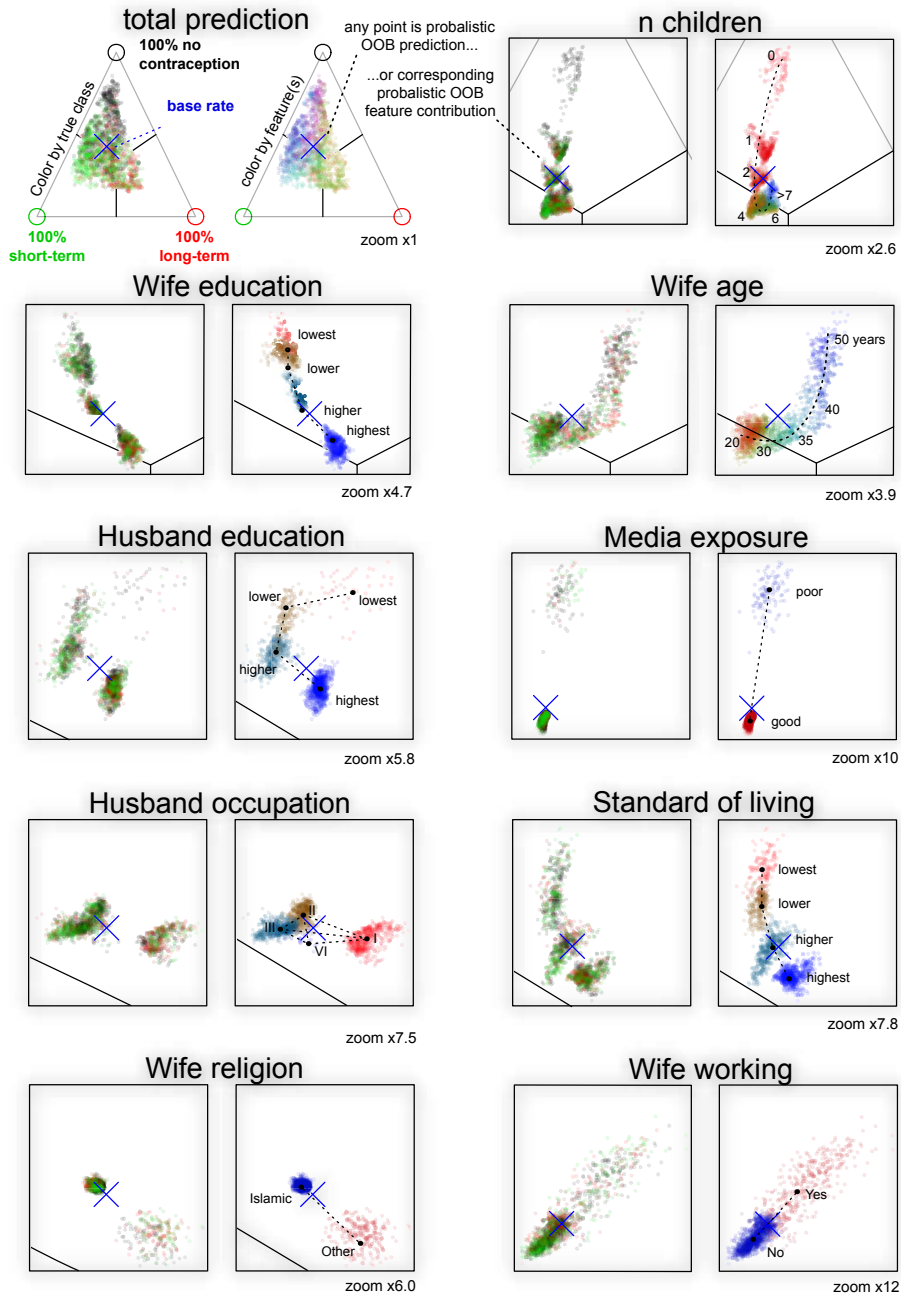 total prediction
100% no
contraception
Color by true class
base rate
100%
short-term
100%
long-term
color by feature(s)
any point is probalistic
OOB prediction...
...or corresponding
probalistic OOB
feature contribution
zoom x1
n children
0
1
2
>7
4
6
zoom x2.6
Wife education
lowest
lower
higher
highest
zoom x4.7
Wife age
50 years
40
35
20
30
zoom x3.9
Husband education
lower
lowest
higher
highest
zoom x5.8
Media exposure
poor
good
zoom x10
Husband occupation
II
III
I
VI
zoom x7.5
Standard of living
lowest
lower
higher
highest
zoom x7.8
Wife religion
Islamic
Other
zoom x6.0
Wife working
Yes
No
zoom x12